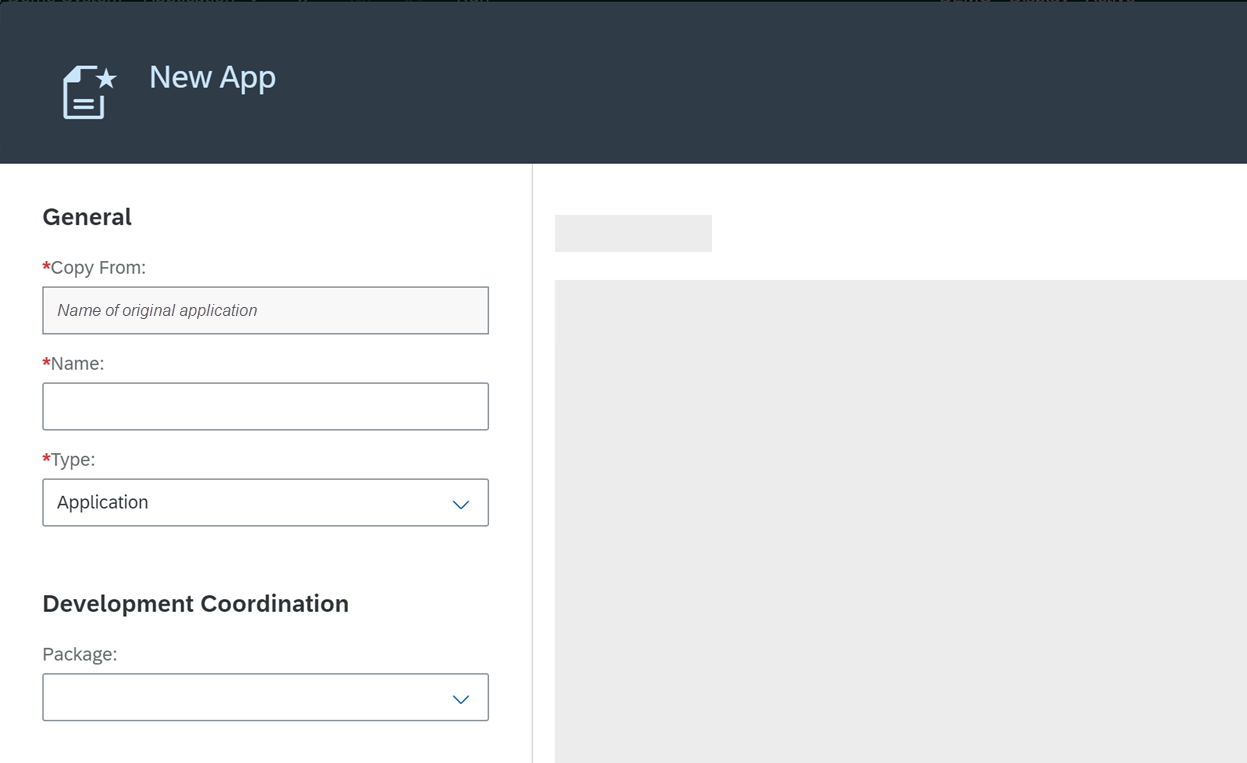 New App
General
*Copy From:
Name of original application
*Name:
*Type:
Application
Development Coordination
Package: